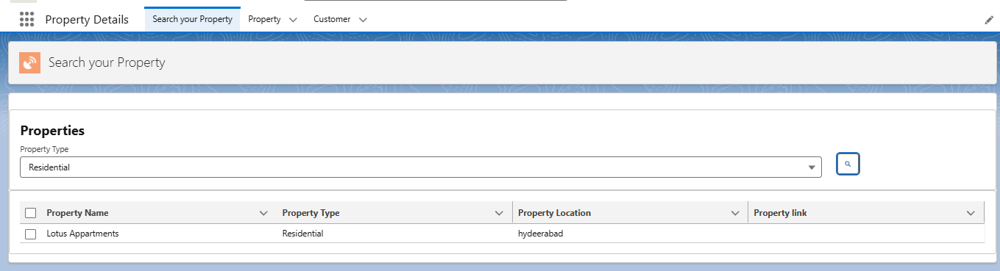 Property Details
Search your Property
Property
Customer
Search your Property
Properties
Property Type
Residential
Property Name
Property Type
Property Location
Property link
Lotus Appartments
Residential
hydeerabad